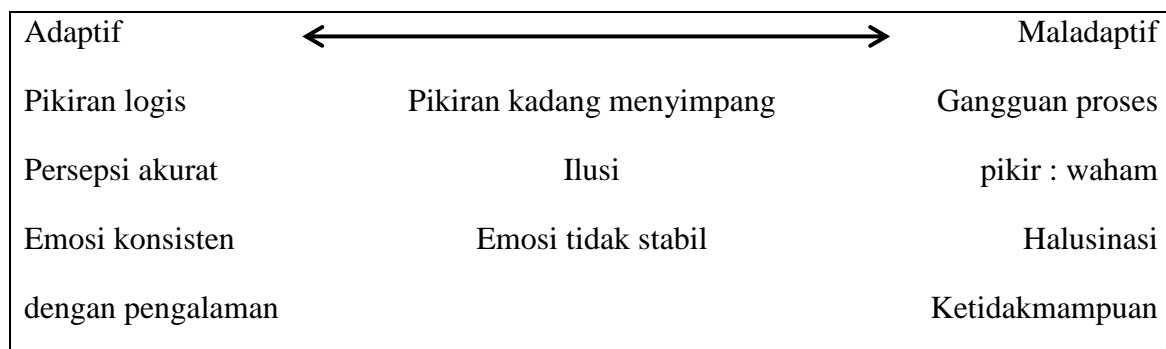 Adaptif Maladaptif
Pikiran logis Pikiran kadang menyimpang Gangguan proses
Persepsi akurat Ilusi pikir : waham
Emosi konsisten Emosi tidak stabil Halusinasi
dengan pengalaman Ketidakmampuan